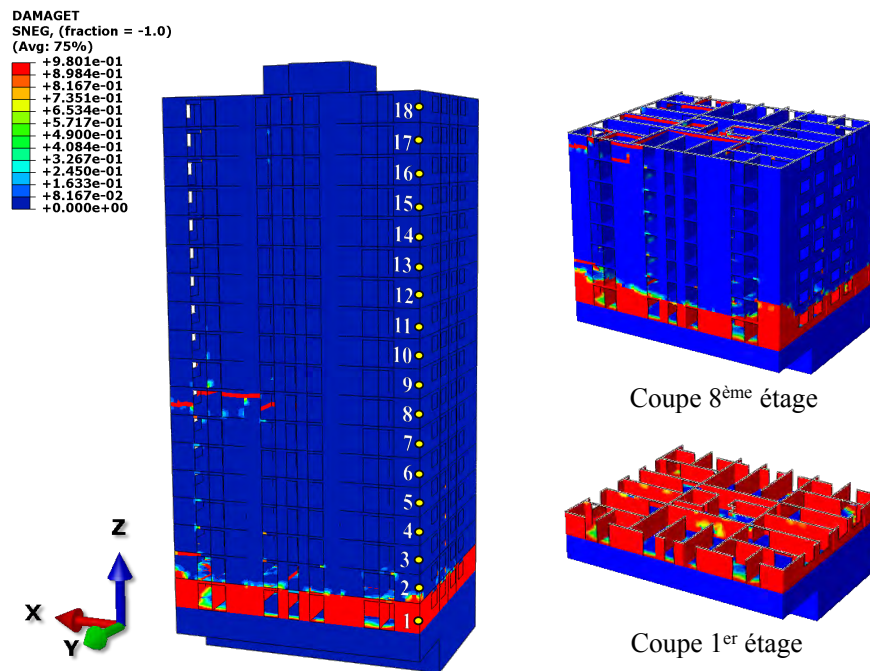 DAMAGET
SNEG, (fraction = -1.0)
(Avg: 75%)
+9.801e-01
+8.984e-01
+8.167e-01
+7.351e-01
+6.534e-01
+5.717e-01
+4.900e-01
+4.084e-01
+3.267e-01
+2.450e-01
+1.633e-01
+8.167e-02
+0.000e+00
18
17
16
15
14
13
12
11
10
9
8
7
6
5
4
3
2
1
Z
X
Y
Coupe 8ème étage
Coupe 1er étage